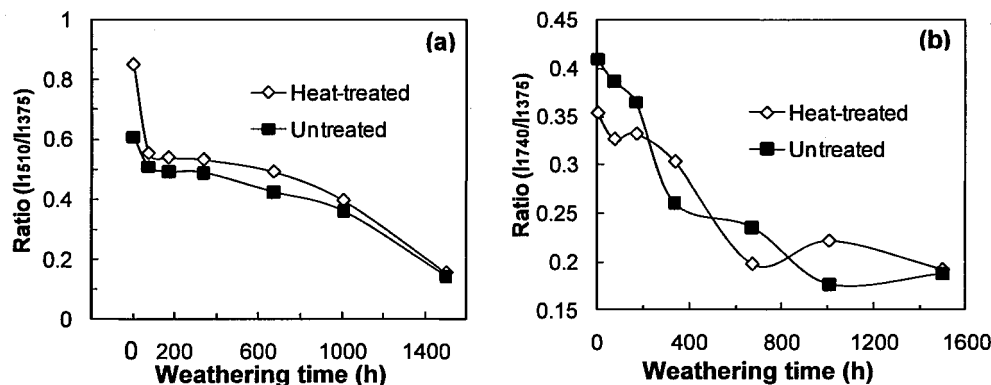 (a)
Ratio (I1510/I1375)
1
0.8
0.6
0.4
0.2
0
Heat-treated
Untreated
0 200 600 1000 1400
Weathering time (h)
(b)
Ratio (I1740/I1375)
0.45
0.4
0.35
0.3
0.25
0.2
0.15
Heat-treated
Untreated
0 400 800 1200 1600
Weathering time (h)